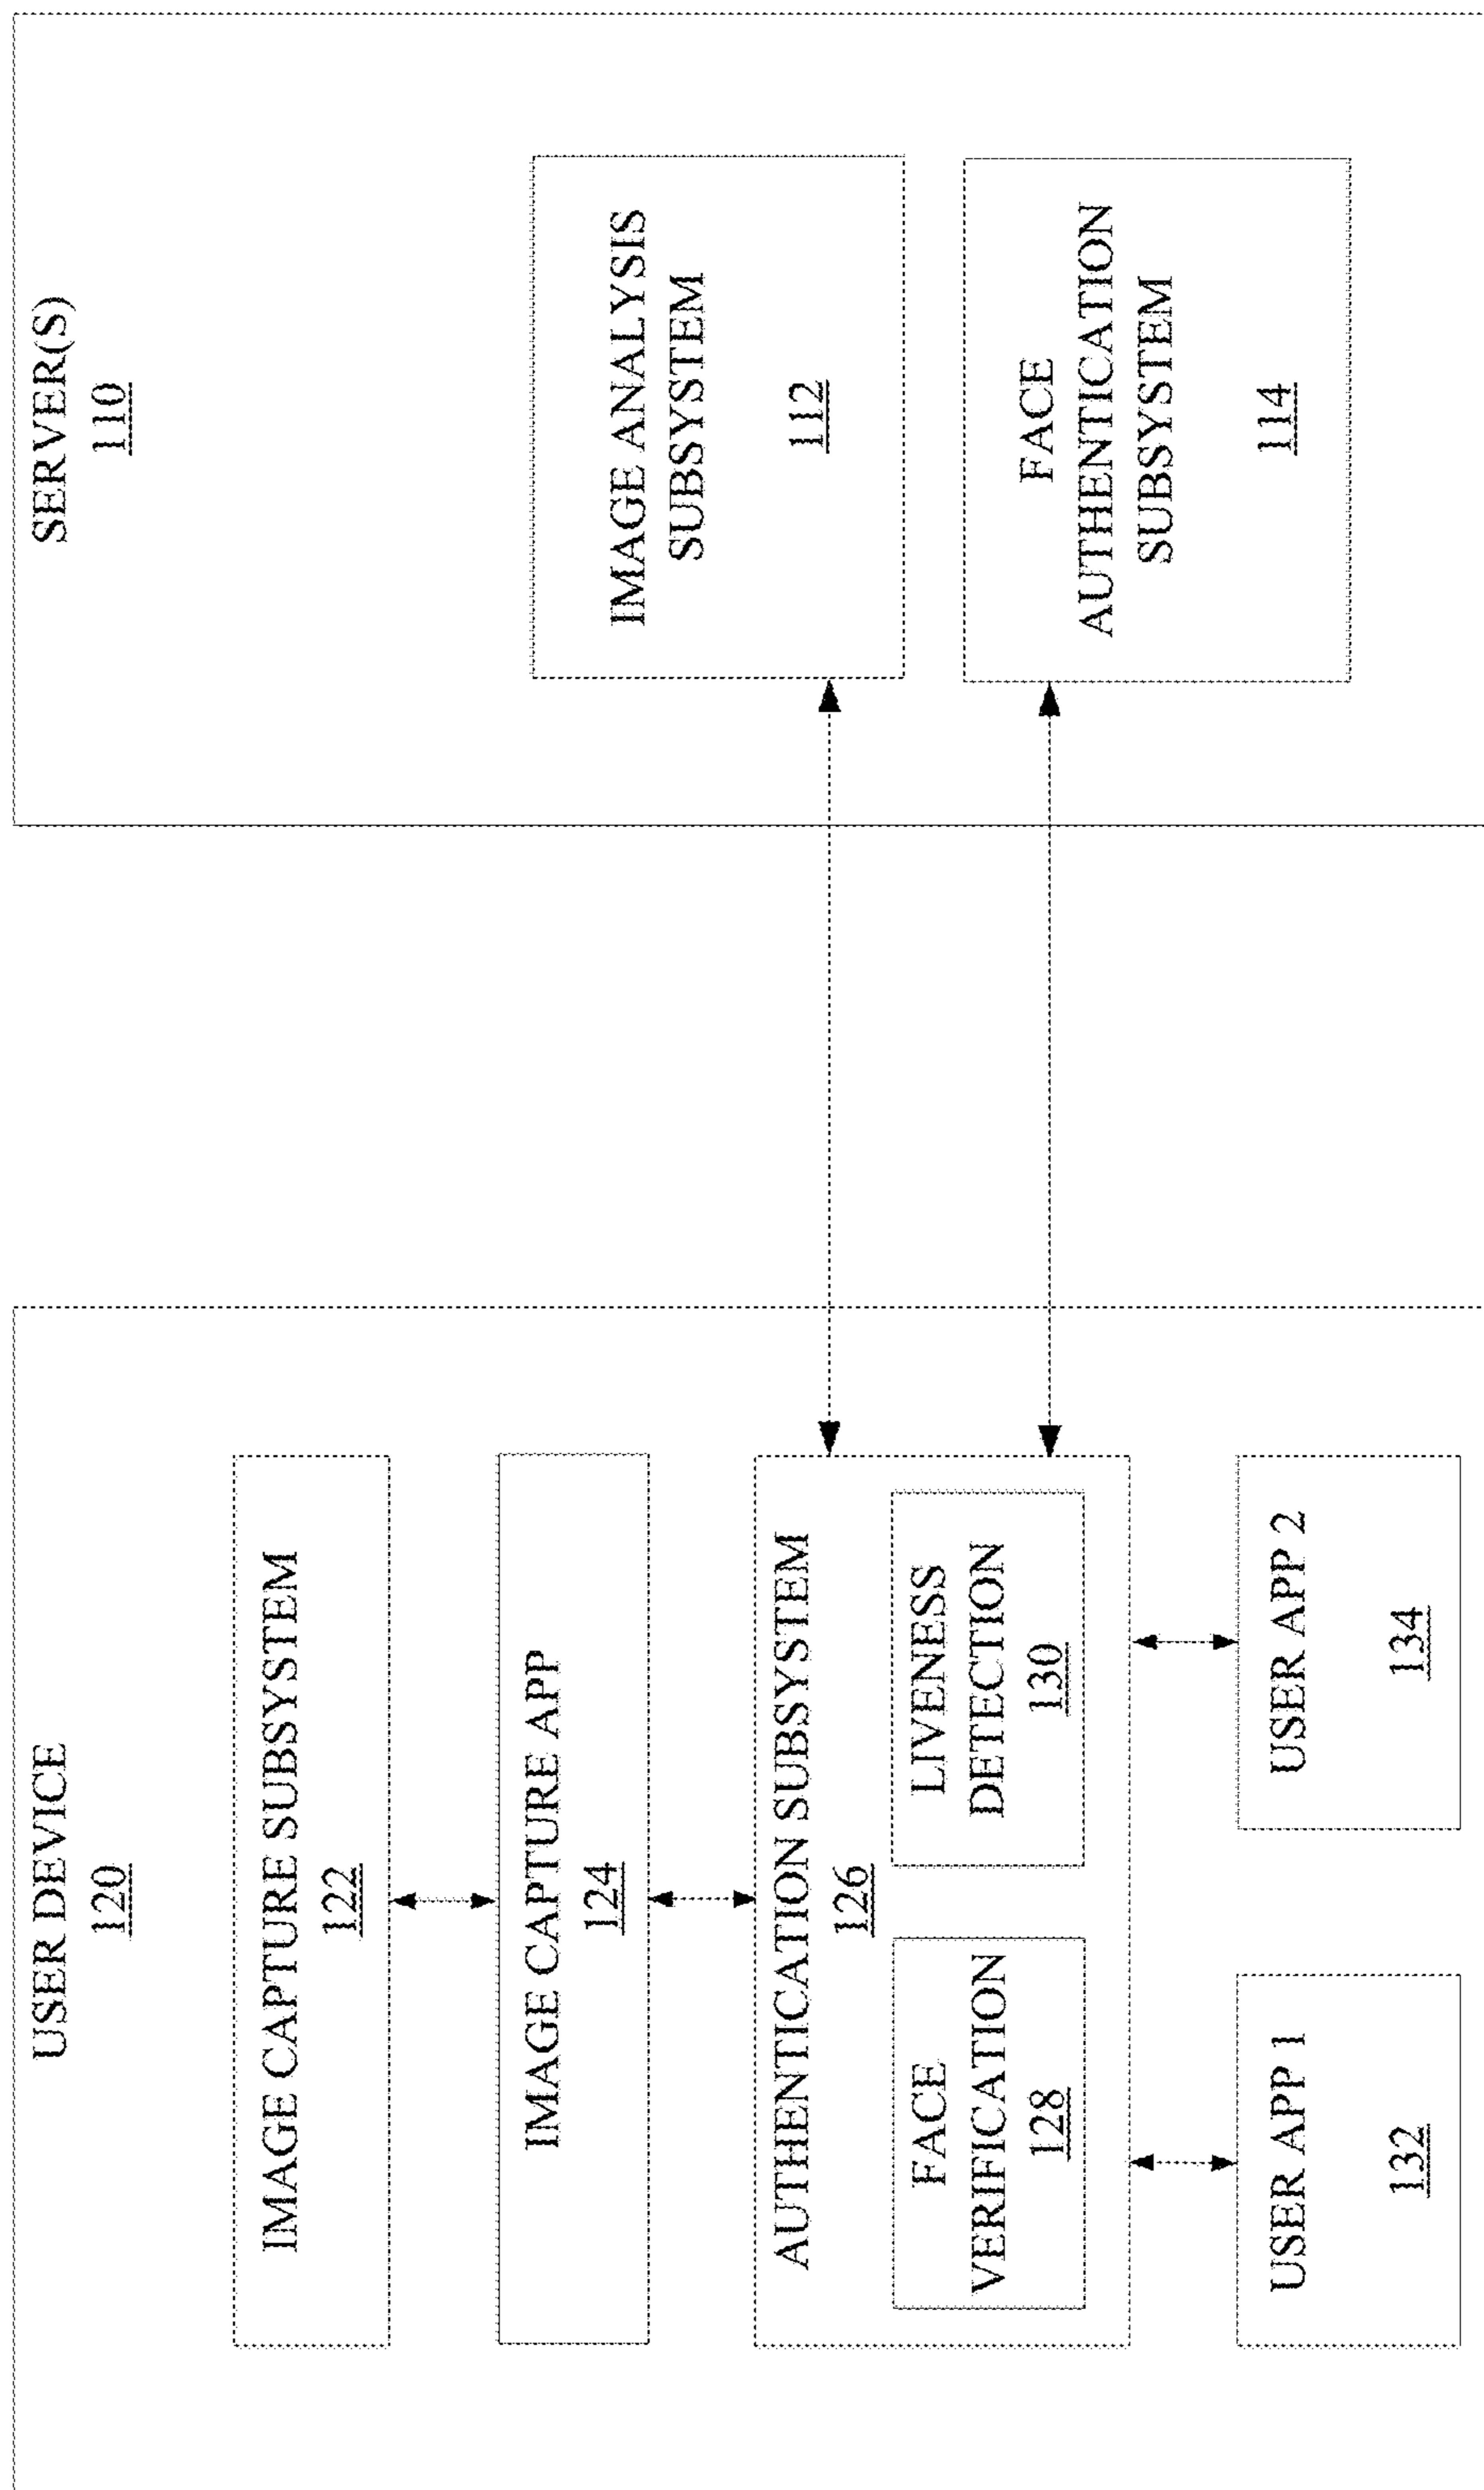 USER DEVICE
120
IMAGE CAPTURE SUBSYSTEM
122
IMAGE CAPTURE APP
124
AUTHENTICATION SUBSYSTEM
126
FACE
VERIFICATION
128
LIVENESS
DETECTION
130
USER APP 1
132
USER APP 2
134
SERVER(S)
110
IMAGE ANALYSIS
SUBSYSTEM
112
FACE
AUTHENTICATION
SUBSYSTEM
114